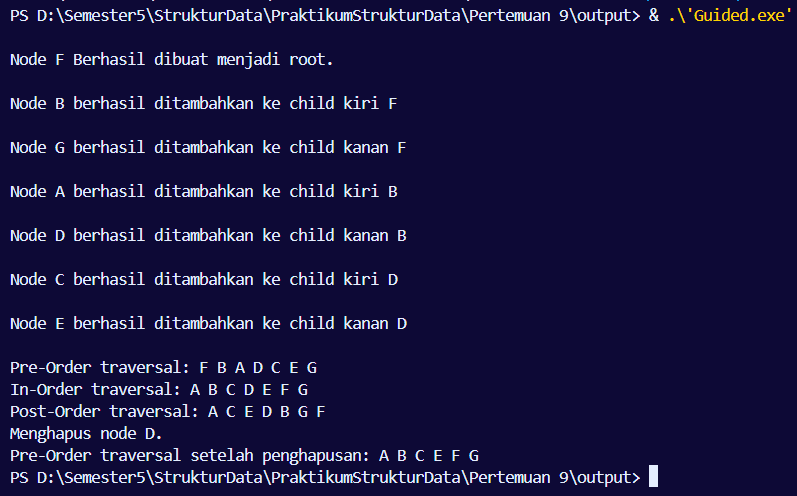 PS D:\Semester5\StrukturData\PraktikumStrukturData\Pertemuan 9\output> & .\'Guided.exe'
Node F Berhasil dibuat menjadi root.
Node B berhasil ditambahkan ke child kiri F
Node G berhasil ditambahkan ke child kanan F
Node A berhasil ditambahkan ke child kiri B
Node D berhasil ditambahkan ke child kanan B
Node C berhasil ditambahkan ke child kiri D
Node E berhasil ditambahkan ke child kanan D
Pre-Order traversal: F B A D C E G
In-Order traversal: A B C D E F G
Post-Order traversal: A C E D B G F
Menghapus node D.
Pre-Order traversal setelah penghapusan: A B C E F G
PS D:\Semester5\StrukturData\PraktikumStrukturData\Pertemuan 9\output>